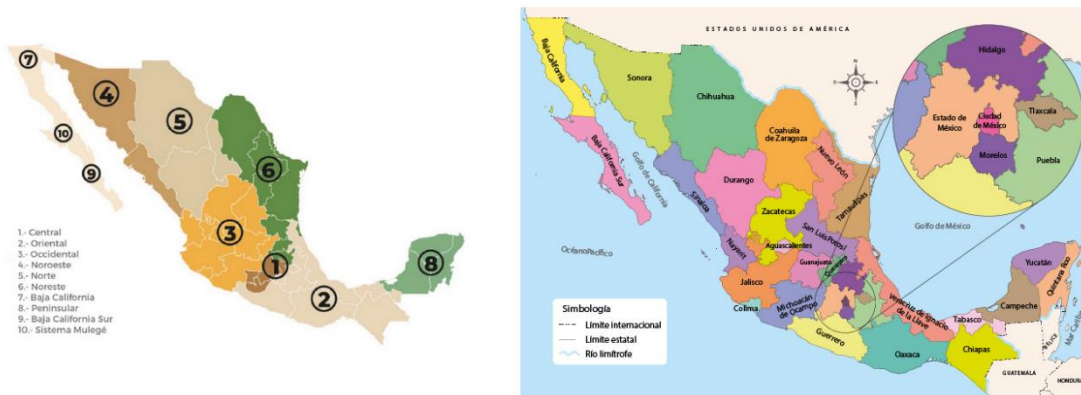 7
4
10
5
9
6
3
1
2
8
1.- Central
2.- Oriental
3.- Occidental
4.- Noroeste
5.- Norte
6.- Noreste
7.- Baja California
8.- Peninsular
9.- Baja California Sur
10.- Sistema Mulegé
ESTADOS UNIDOS DE AMÉRICA
Baja California
Sonora
Chihuahua
Coahuila
de Zaragoza
Nuevo León
Tamaulipas
Baja California Sur
Golfo de California
Sinaloa
Durango
Zacatecas
San Luis Potosí
Nayarit
Aguascalientes
Guanajuato
Querétaro
Jalisco
Colima
Michoacán
de Ocampo
Guerrero
Veracruz de Ignacio
de la Llave
Oaxaca
Tabasco
Chiapas
Campeche
Yucatán
Quintana Roo
Océano Pacífico
Golfo de México
GUATEMALA
Hidalgo
Tlaxcala
Estado de
México
Ciudad
de México
Morelos
Puebla
Simbología
Límite internacional
Límite estatal
Río limítrofe